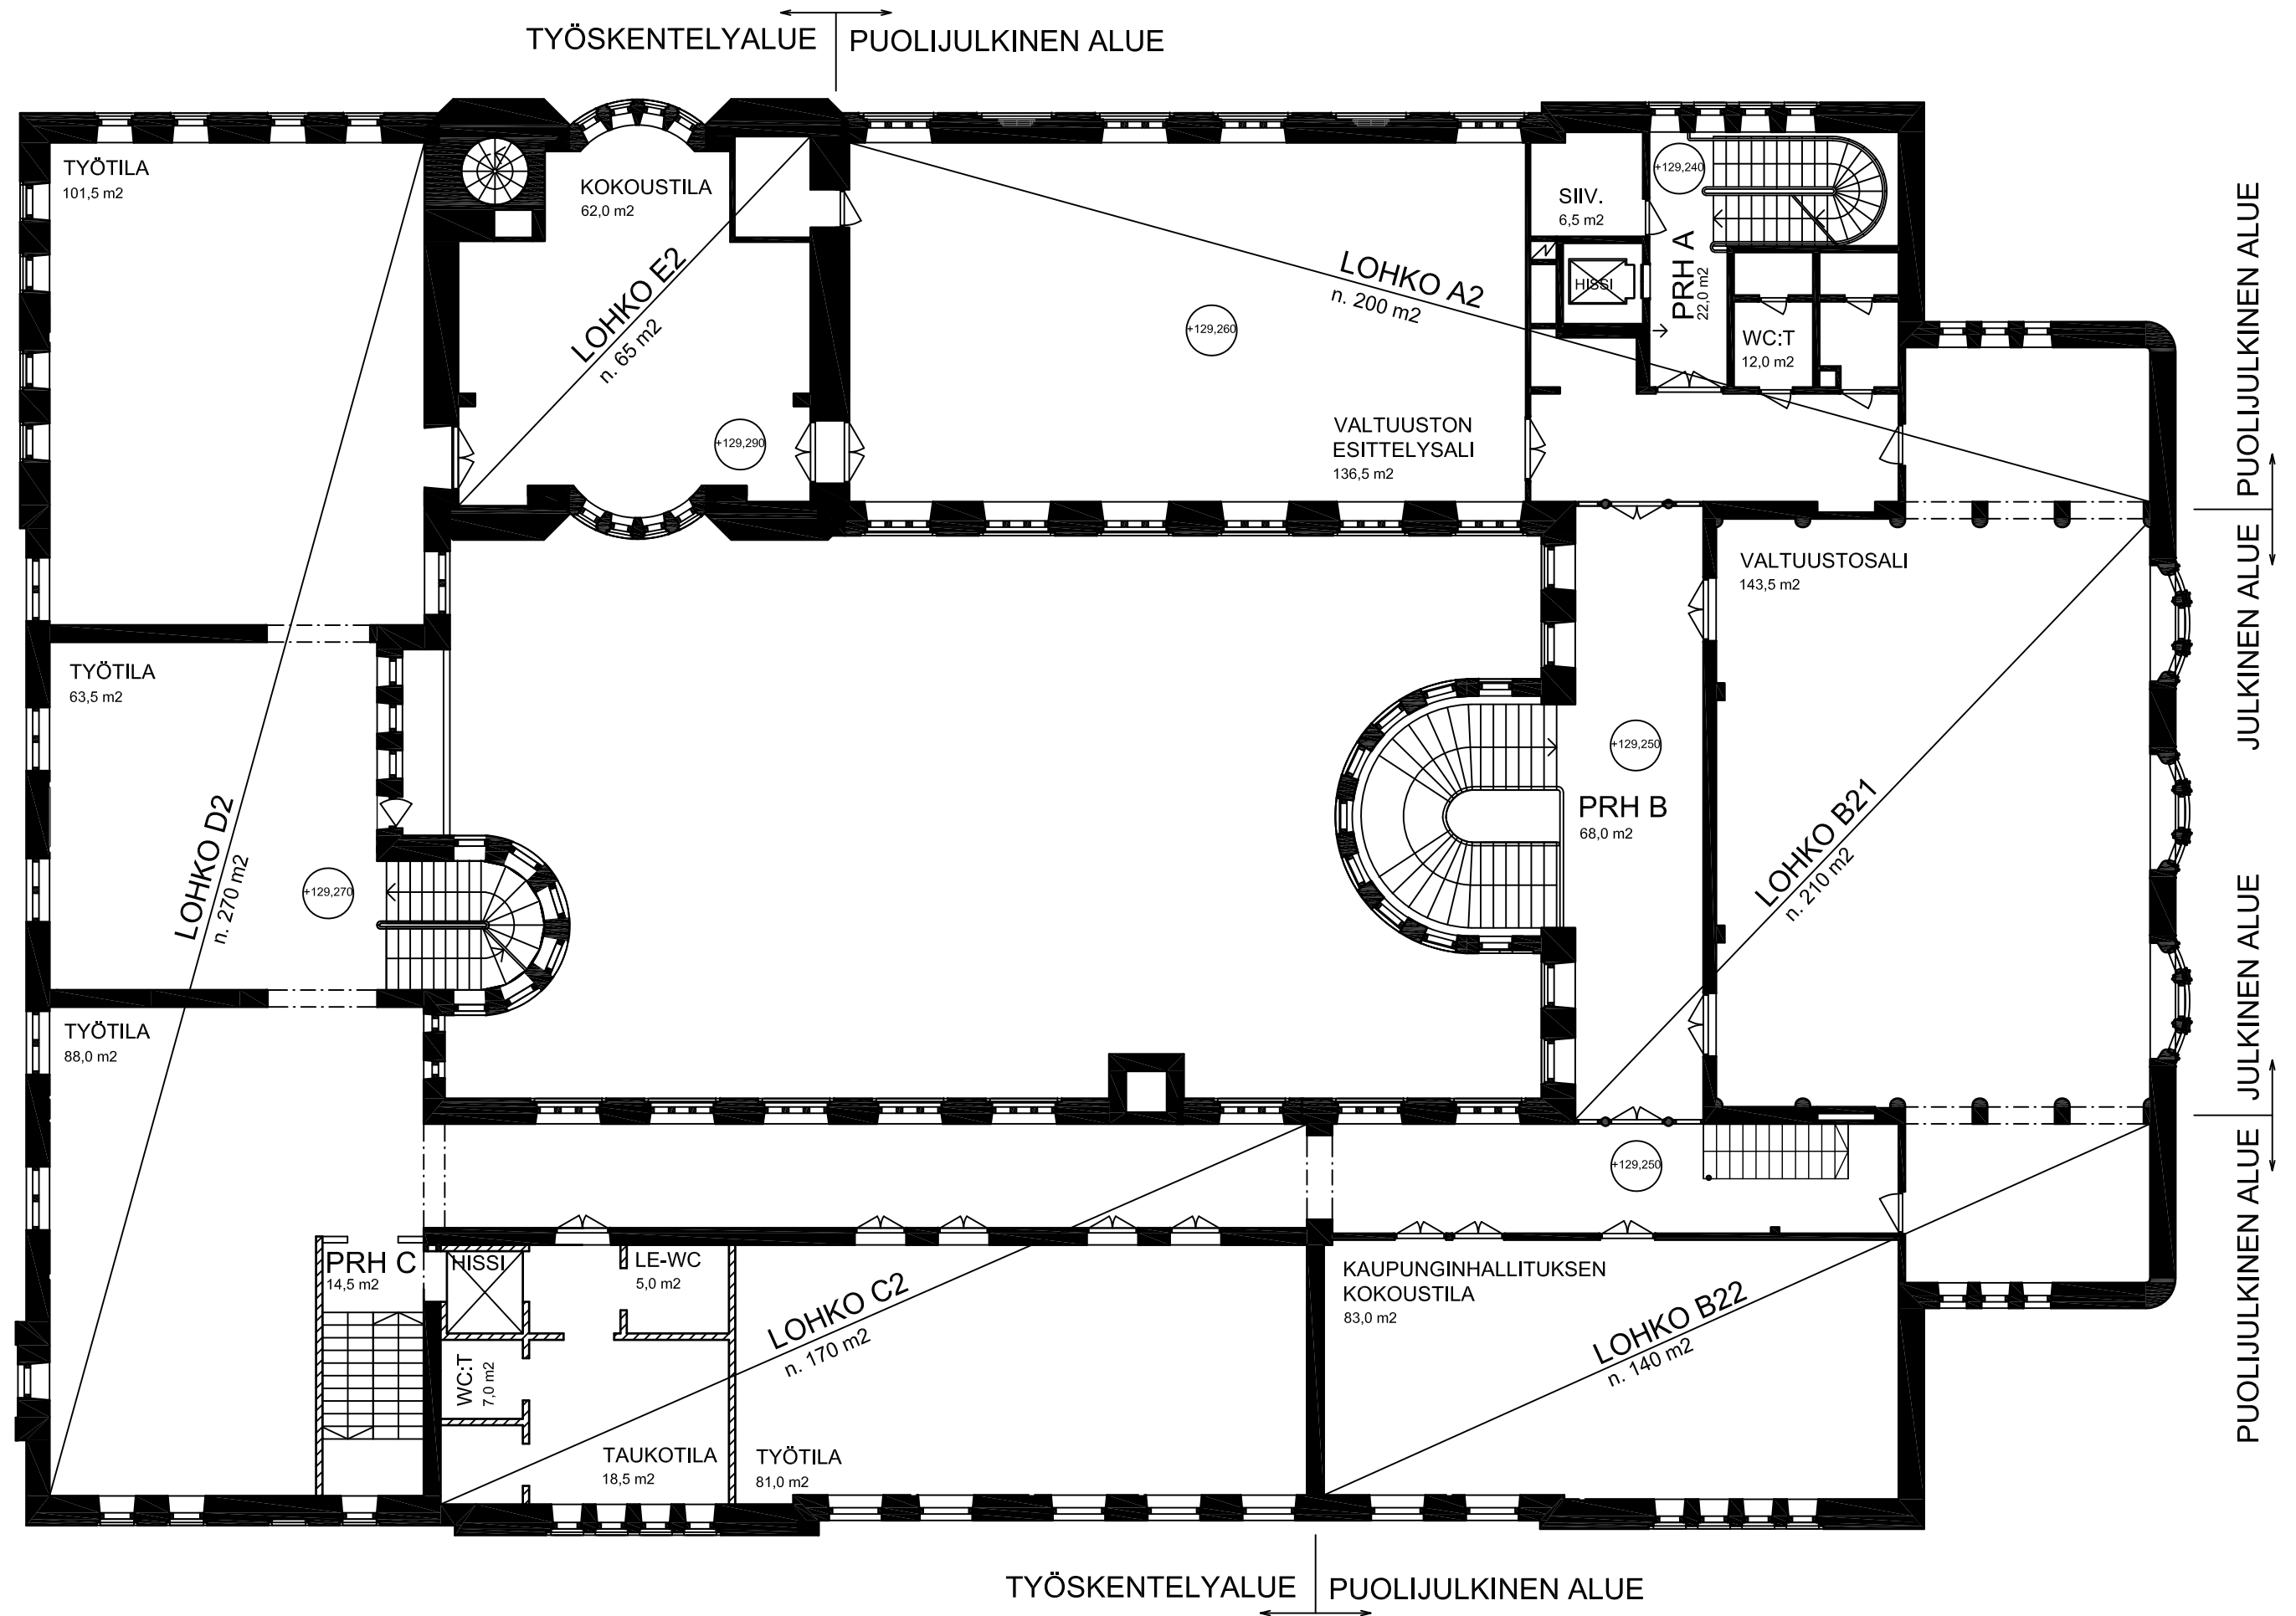 TYÖSKENTELYALUE
PUOLIJULKINEN ALUE
TYÖTILA
101,5 m2
KOKOUSTILA
62,0 m2
LOHKO E2
n. 65 m2
+129,290
LOHKO A2
n. 200 m2
+129,260
VALTUUSTON
ESITTELYSALI
136,5 m2
SIIV.
6,5 m2
HISSI
+129,240
PRH A
22,0 m2
WC:T
12,0 m2
PUOLIJULKINEN ALUE
JULKINEN ALUE
TYÖTILA
63,5 m2
LOHKO D2
n. 270 m2
+129,270
VALTUUSTOSALI
143,5 m2
+129,250
PRH B
68,0 m2
LOHKO B21
n. 210 m2
JULKINEN ALUE
PUOLIJULKINEN ALUE
TYÖTILA
88,0 m2
+129,250
PRH C
14,5 m2
HISSI
LE-WC
5,0 m2
WC:T
7,0 m2
TAUKOTILA
18,5 m2
LOHKO C2
n. 170 m2
TYÖTILA
81,0 m2
KAUPUNGINHALLITUKSEN
KOKOUSTILA
83,0 m2
LOHKO B22
n. 140 m2
TYÖSKENTELYALUE
PUOLIJULKINEN ALUE